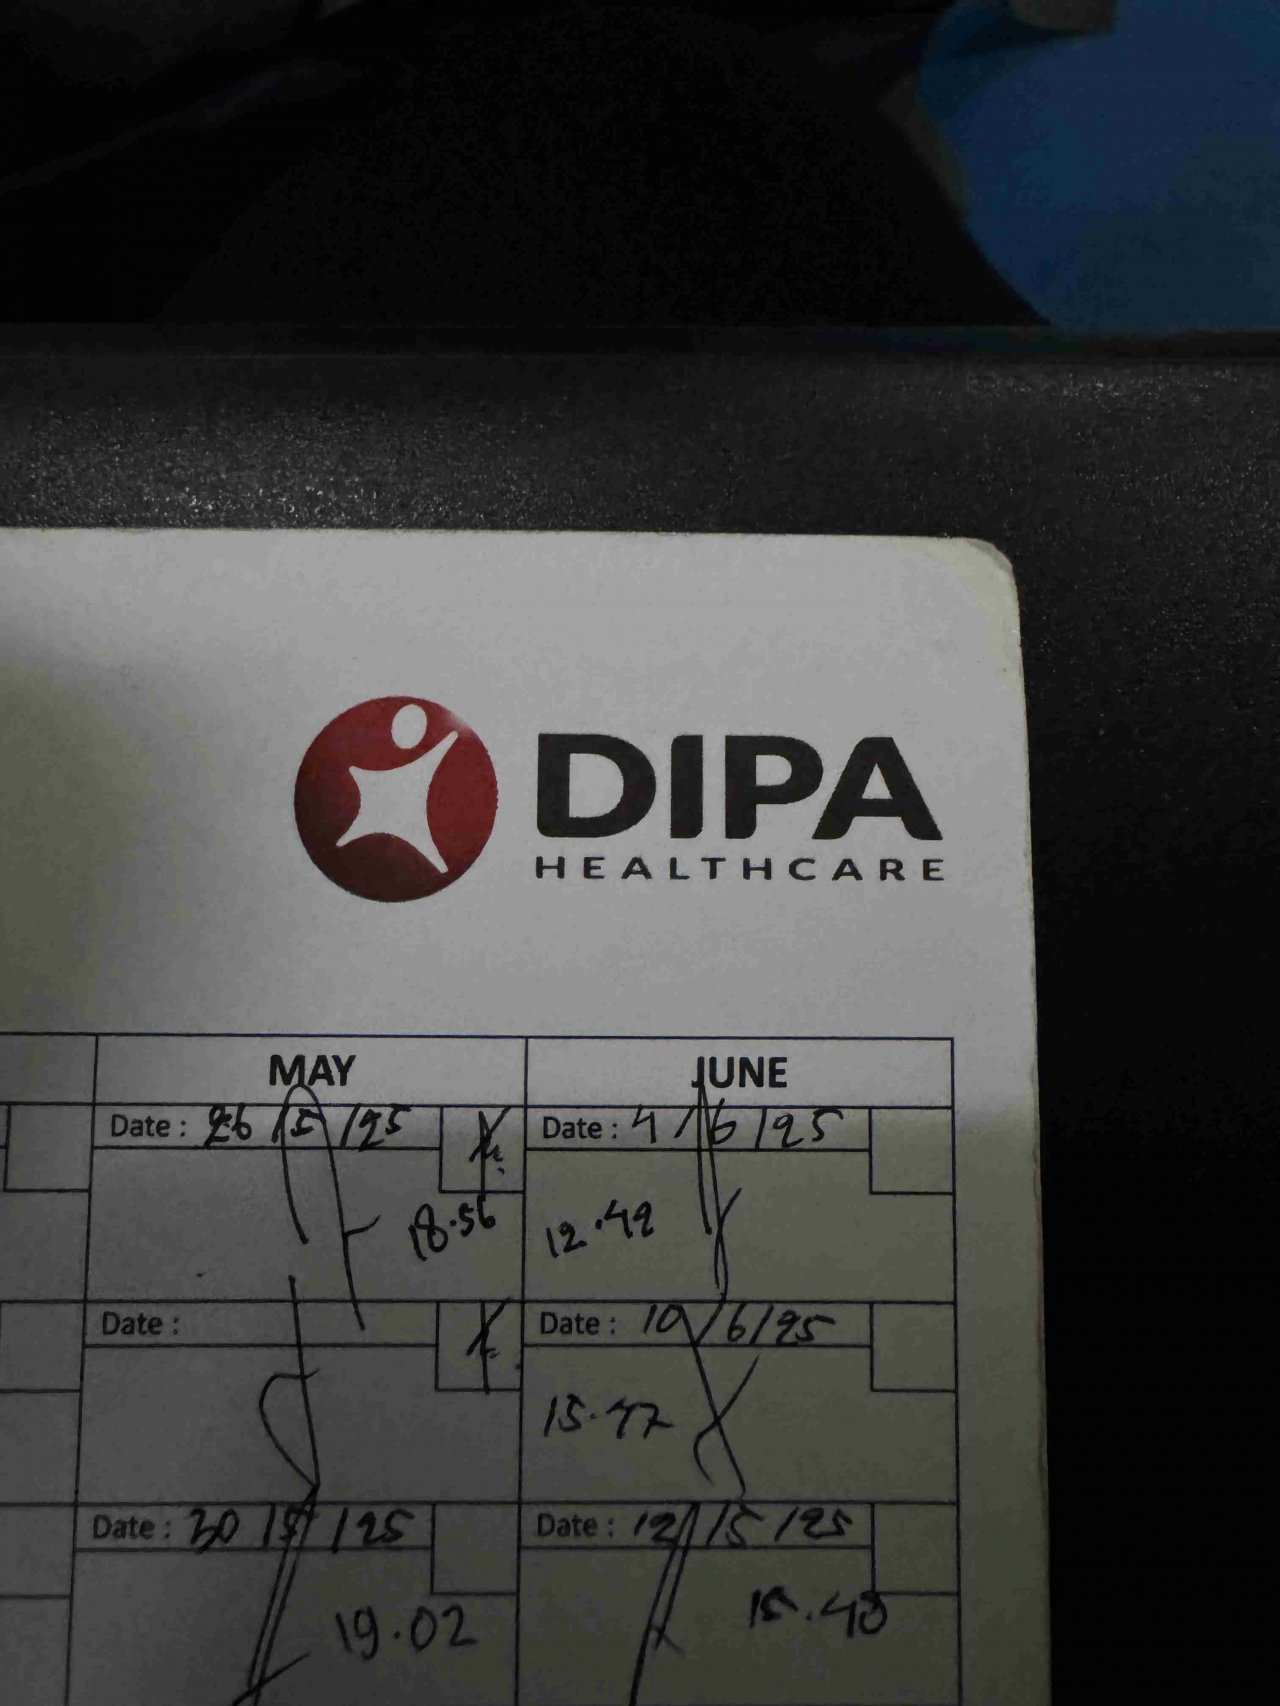 DIPA
HEALTHCARE
MAY JUNE
Date : 26/5/25 Date : 4/6/25
18.56 12.42
Date : Date : 10/6/25
15.47
Date : 30/5/25 Date : 12/5/25
19.02 15.40